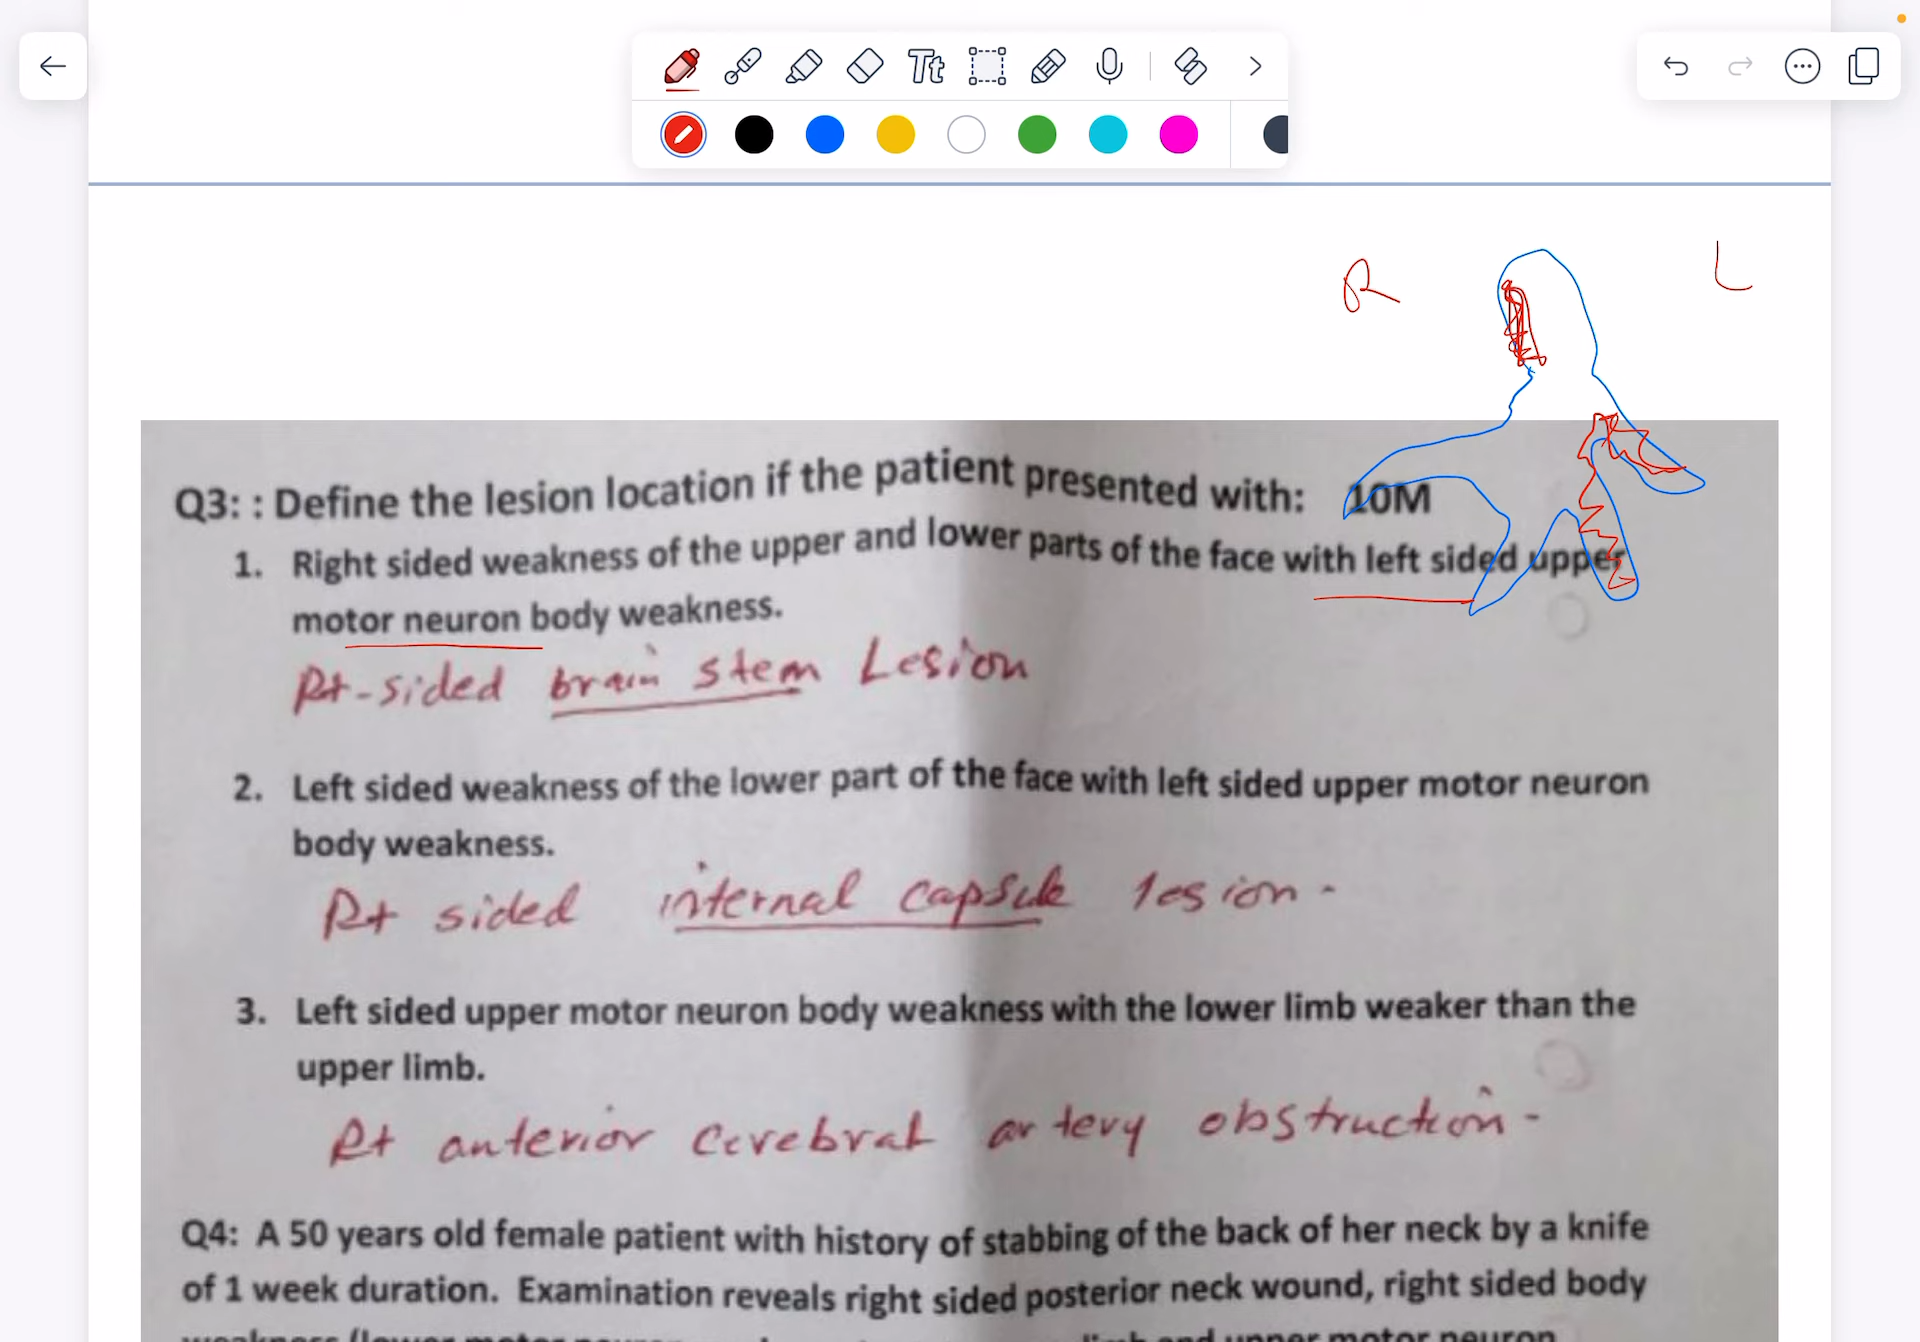 Tt
R
L
Q3: : Define the lesion location if the patient presented with: 10M
1. Right sided weakness of the upper and lower parts of the face with left sided upper
motor neuron body weakness.
Rt-sided brain stem Lesion
2. Left sided weakness of the lower part of the face with left sided upper motor neuron
body weakness.
Rt sided internal capsule lesion.
3. Left sided upper motor neuron body weakness with the lower limb weaker than the
upper limb.
Rt anterior cerebral artery obstruction.
Q4: A 50 years old female patient with history of stabbing of the back of her neck by a knife
of 1 week duration. Examination reveals right sided posterior neck wound, right sided body